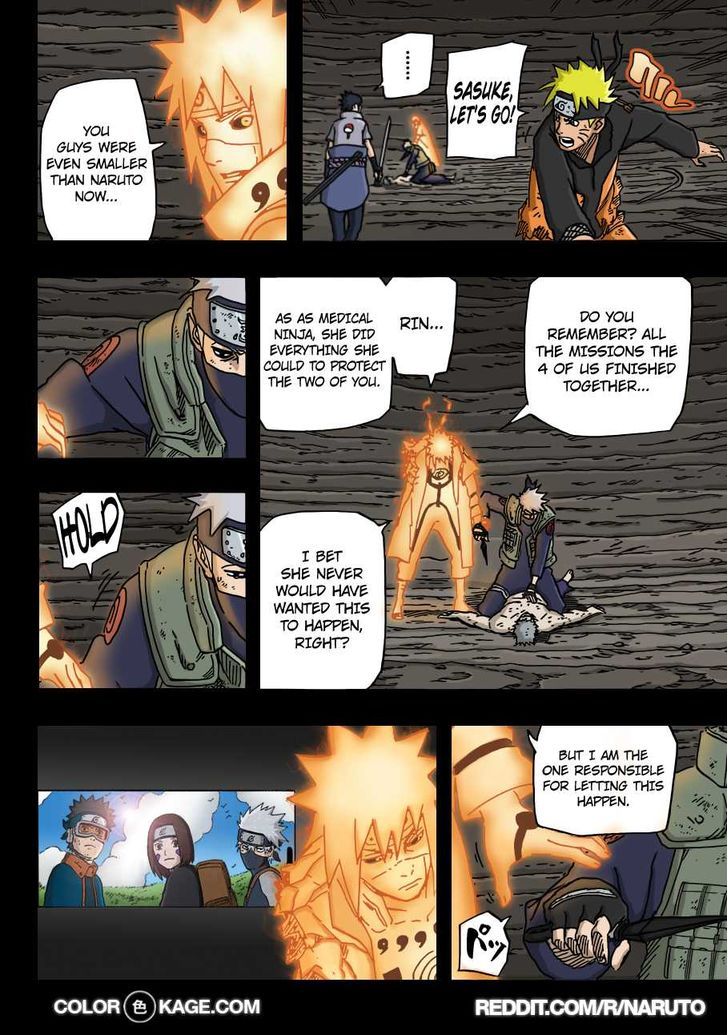 ......
SASUKE,
LET'S GO!
YOU
GUYS WERE
EVEN SMALLER
THAN NARUTO
NOW...
DO YOU
REMEMBER? ALL
THE MISSIONS THE
4 OF US FINISHED
TOGETHER...
RIN...
AS AS MEDICAL
NINJA, SHE DID
EVERYTHING SHE
COULD TO PROTECT
THE TWO OF YOU.
HOLD
I BET
SHE NEVER
WOULD HAVE
WANTED THIS
TO HAPPEN,
RIGHT?
BUT I AM THE
ONE RESPONSIBLE
FOR LETTING THIS
HAPPEN.
パッ
COLOR 色 KAGE.COM
REDDIT.COM/R/NARUTO